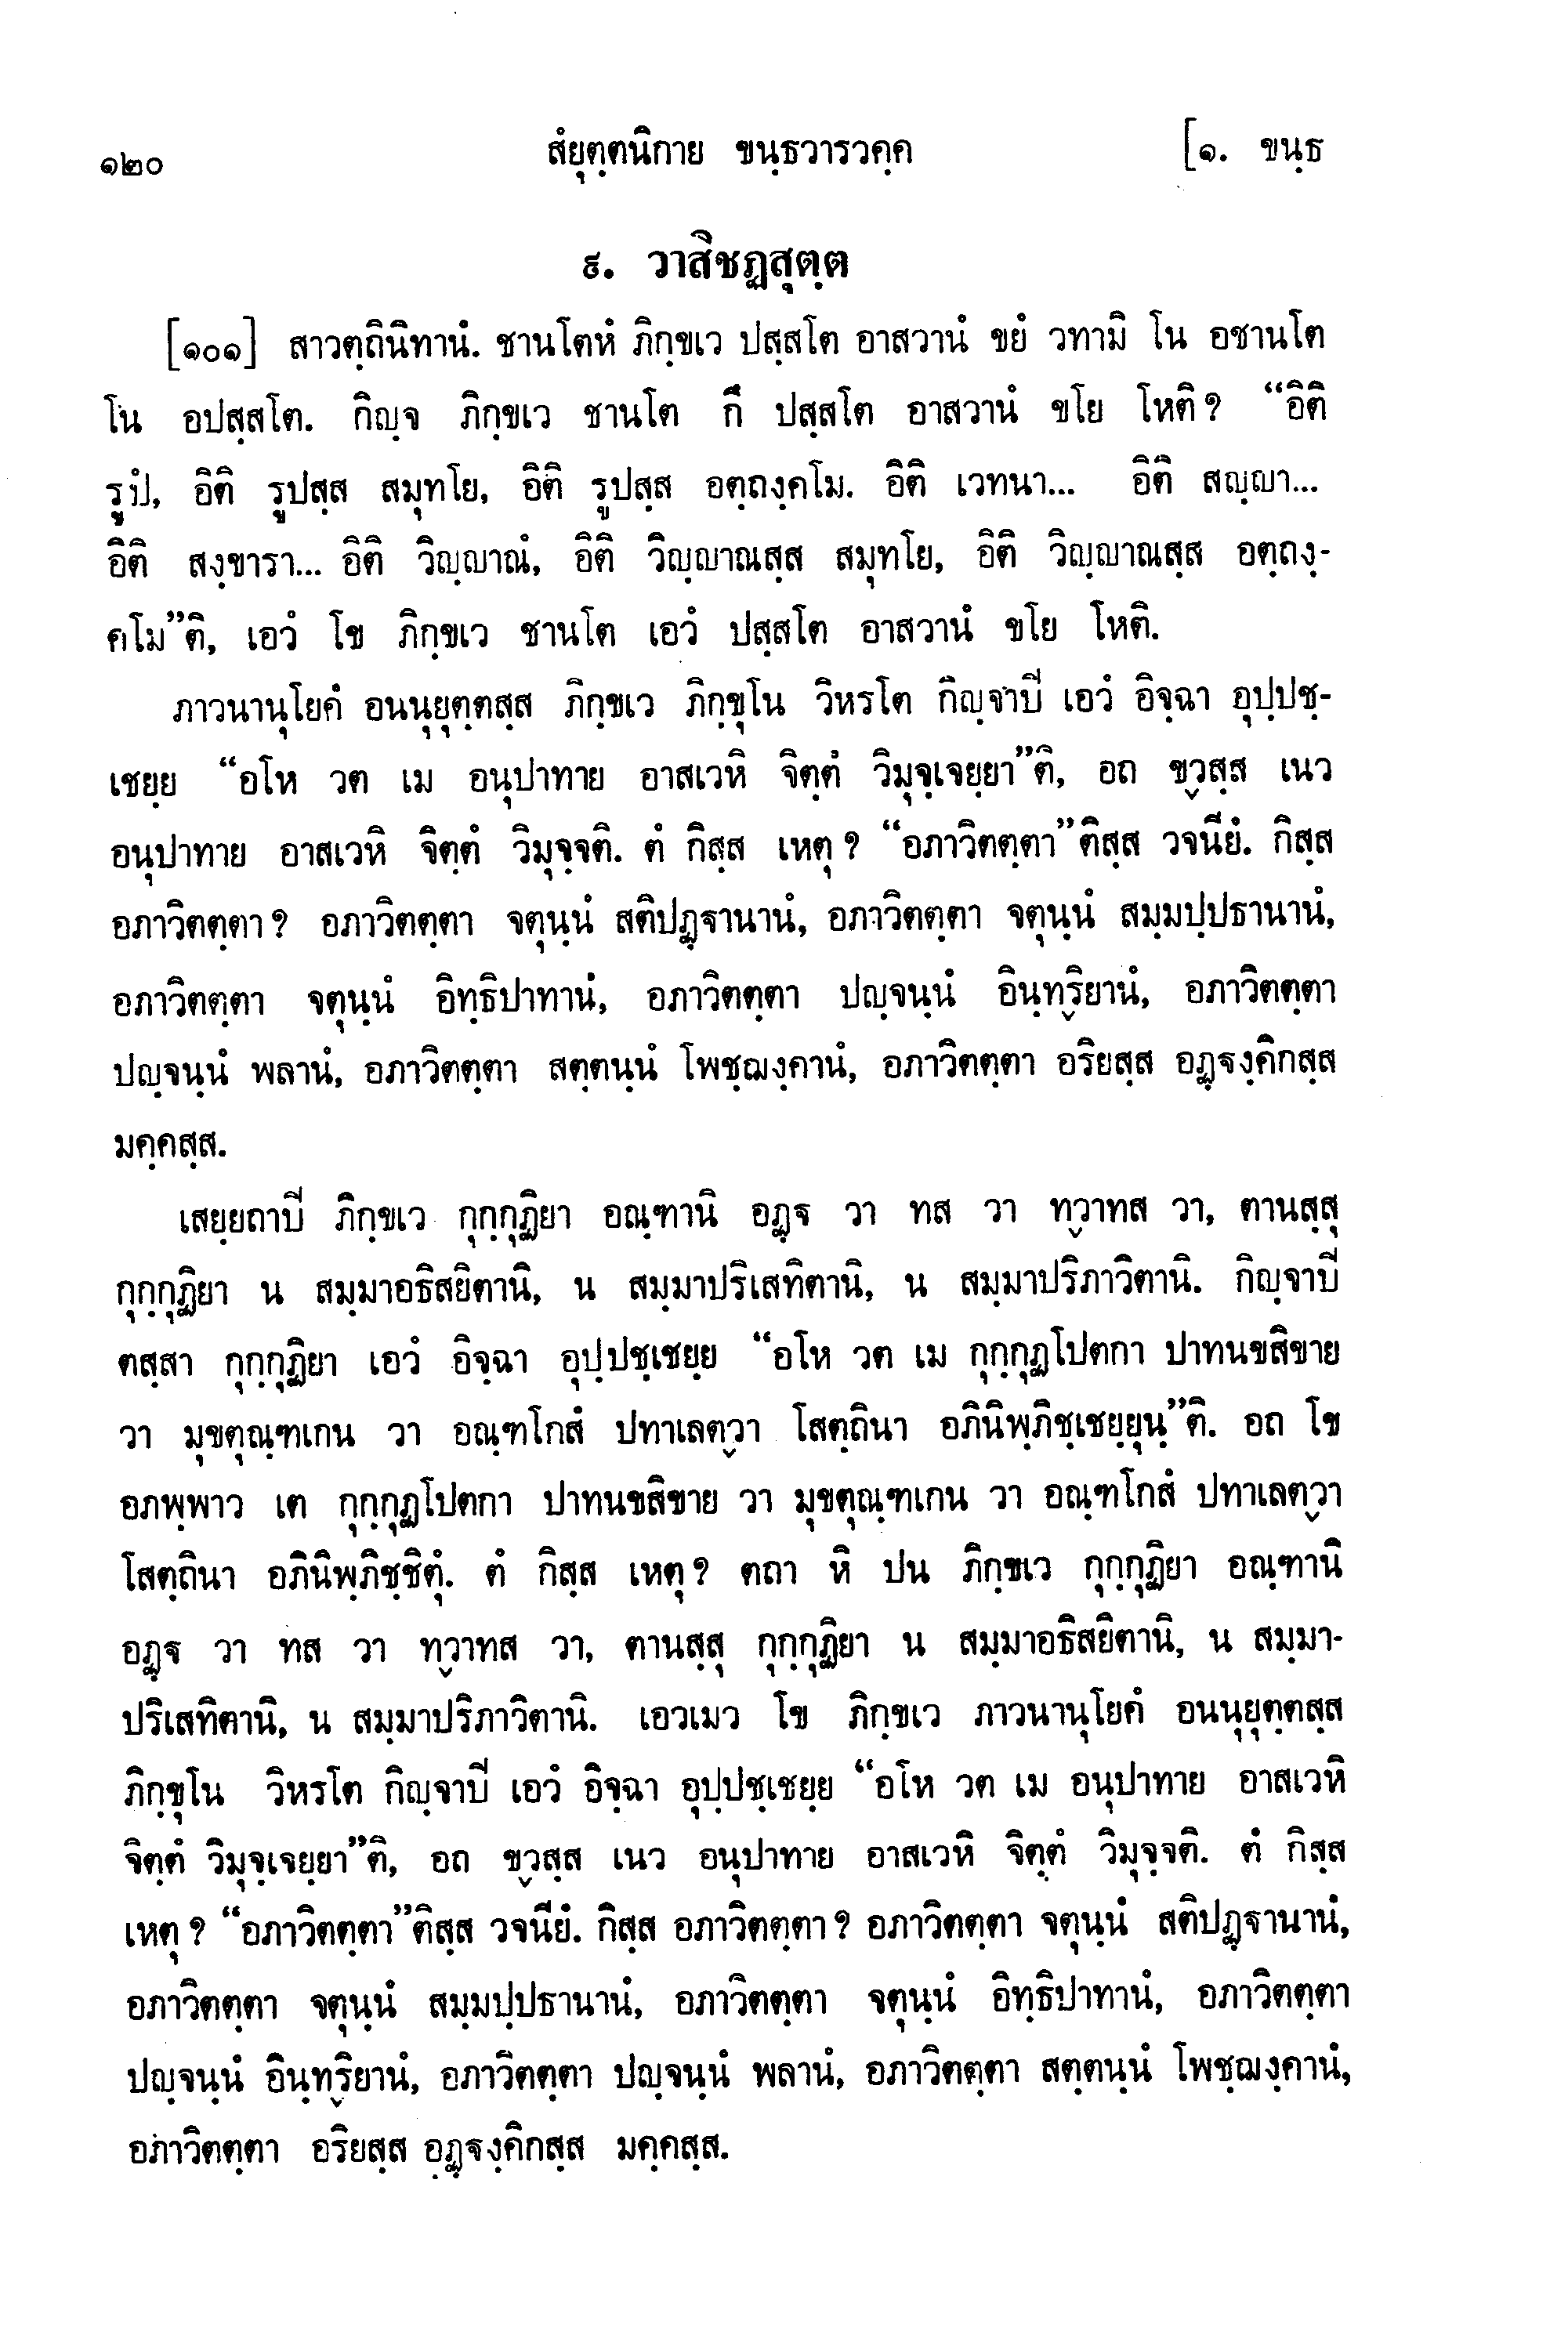 ๑๒๐ สํยุตฺตนิกาย ขนฺธวารวคฺค [๑. ขนฺธ
๙. วาสิชฏสุตฺต
[๑๐๑] สาวตฺถินิทานํ. ชานโตหํ ภิกฺขเว ปสฺสโต อาสวานํ ขยํ วทามิ โน อชานโต
โน อปสฺสโต. กิญฺจ ภิกฺขเว ชานโต กึ ปสฺสโต อาสวานํ ขโย โหติ ? “อิติ
รูปํ, อิติ รูปสฺส สมุทโย, อิติ รูปสฺส อตฺถงฺคโม. อิติ เวทนา... อิติ สญฺญา...
อิติ สงฺขารา... อิติ วิญฺญาณํ, อิติ วิญฺญาณสฺส สมุทโย, อิติ วิญฺญาณสฺส อตฺถงฺ-
คโม”ติ, เอวํ โข ภิกฺขเว ชานโต เอวํ ปสฺสโต อาสวานํ ขโย โหติ.
ภาวนานุโยคํ อนนุยุตฺตสฺส ภิกฺขเว ภิกฺขุโน วิหรโต กิญฺจาปิ เอวํ อิจฺฉา อุปฺปชฺ-
เชยฺย “อโห วต เม อนุปาทาย อาสเวหิ จิตฺตํ วิมุจฺเจยฺยา”ติ, อถ ขฺวสฺส เนว
อนุปาทาย อาสเวหิ จิตฺตํ วิมุจฺจติ. ตํ กิสฺส เหตุ ? “อภาวิตตฺตา”ติสฺส วจนียํ. กิสฺส
อภาวิตตฺตา ? อภาวิตตฺตา จตุนฺนํ สติปฏฺฐานานํ, อภาวิตตฺตา จตุนฺนํ สมฺมปฺปธานานํ,
อภาวิตตฺตา จตุนฺนํ อิทฺธิปาทานํ, อภาวิตตฺตา ปญฺจนฺนํ อินฺทฺริยานํ, อภาวิตตฺตา
ปญฺจนฺนํ พลานํ, อภาวิตตฺตา สตฺตนฺนํ โพชฺฌงฺคานํ, อภาวิตตฺตา อริยสฺส อฏฺฐงฺคิกสฺส
มคฺคสฺส.
เสยฺยถาปิ ภิกฺขเว กุกฺกุฏิยา อณฺฑานิ อฏฺฐ วา ทส วา ทฺวาทส วา, ตานสฺสุ
กุกฺกุฏิยา น สมฺมาอธิสยิตานิ, น สมฺมาปริเสทิตานิ, น สมฺมาปริภาวิตานิ. กิญฺจาปิ
ตสฺสา กุกฺกุฏิยา เอวํ อิจฺฉา อุปฺปชฺเชยฺย “อโห วต เม กุกฺกุฏโปตกา ปาทนขสิขาย
วา มุขตุณฺฑเกน วา อณฺฑโกสํ ปทาเลตฺวา โสตฺถินา อภินิพฺภิชฺเชยฺยุนฺ”ติ. อถ โข
อภพฺพาว เต กุกฺกุฏโปตกา ปาทนขสิขาย วา มุขตุณฺฑเกน วา อณฺฑโกสํ ปทาเลตฺวา
โสตฺถินา อภินิพฺภิชฺชิตุํ. ตํ กิสฺส เหตุ ? ตถา หิ ปน ภิกฺขเว กุกฺกุฏิยา อณฺฑานิ
อฏฺฐ วา ทส วา ทฺวาทส วา, ตานสฺสุ กุกฺกุฏิยา น สมฺมาอธิสยิตานิ, น สมฺมา-
ปริเสทิตานิ, น สมฺมาปริภาวิตานิ. เอวเมว โข ภิกฺขเว ภาวนานุโยคํ อนนุยุตฺตสฺส
ภิกฺขุโน วิหรโต กิญฺจาปิ เอวํ อิจฺฉา อุปฺปชฺเชยฺย “อโห วต เม อนุปาทาย อาสเวหิ
จิตฺตํ วิมุจฺเจยฺยา”ติ, อถ ขฺวสฺส เนว อนุปาทาย อาสเวหิ จิตฺตํ วิมุจฺจติ. ตํ กิสฺส
เหตุ ? “อภาวิตตฺตา”ติสฺส วจนียํ. กิสฺส อภาวิตตฺตา ? อภาวิตตฺตา จตุนฺนํ สติปฏฺฐานานํ,
อภาวิตตฺตา จตุนฺนํ สมฺมปฺปธานานํ, อภาวิตตฺตา จตุนฺนํ อิทฺธิปาทานํ, อภาวิตตฺตา
ปญฺจนฺนํ อินฺทฺริยานํ, อภาวิตตฺตา ปญฺจนฺนํ พลานํ, อภาวิตตฺตา สตฺตนฺนํ โพชฺฌงฺคานํ,
อภาวิตตฺตา อริยสฺส อฏฺฐงฺคิกสฺส มคฺคสฺส.